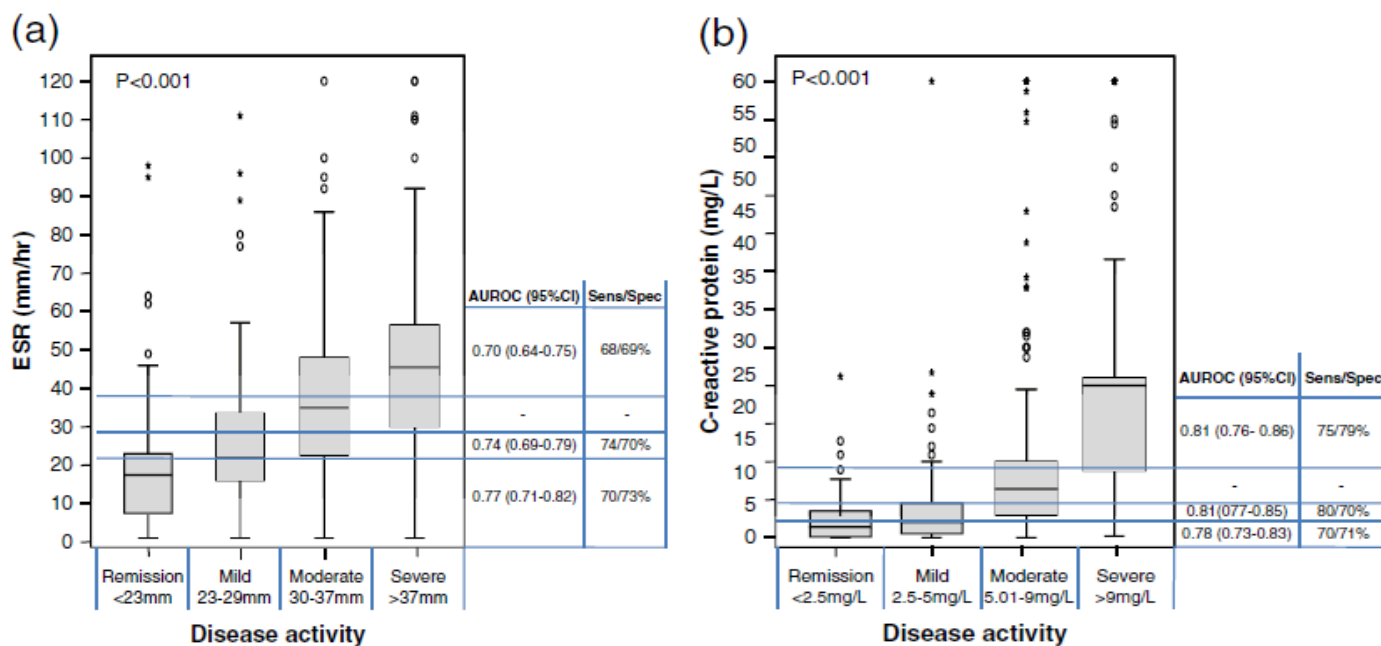 (a)
P<0.001
ESR (mm/hr)
120
110
100
90
80
70
60
50
40
30
20
10
0
AUROC (95%CI) Sens/Spec
0.70 (0.64-0.75) 68/69%
- -
0.74 (0.69-0.79) 74/70%
0.77 (0.71-0.82) 70/73%
Remission Mild Moderate Severe
<23mm 23-29mm 30-37mm >37mm
Disease activity
(b)
P<0.001
C-reactive protein (mg/L)
60
55
50
45
40
35
30
25
20
15
10
5
0
AUROC (95%CI) Sens/Spec
0.81 (0.76- 0.86) 75/79%
- -
0.81(077-0.85) 80/70%
0.78 (0.73-0.83) 70/71%
Remission Mild Moderate Severe
<2.5mg/L 2.5-5mg/L 5.01-9mg/L >9mg/L
Disease activity